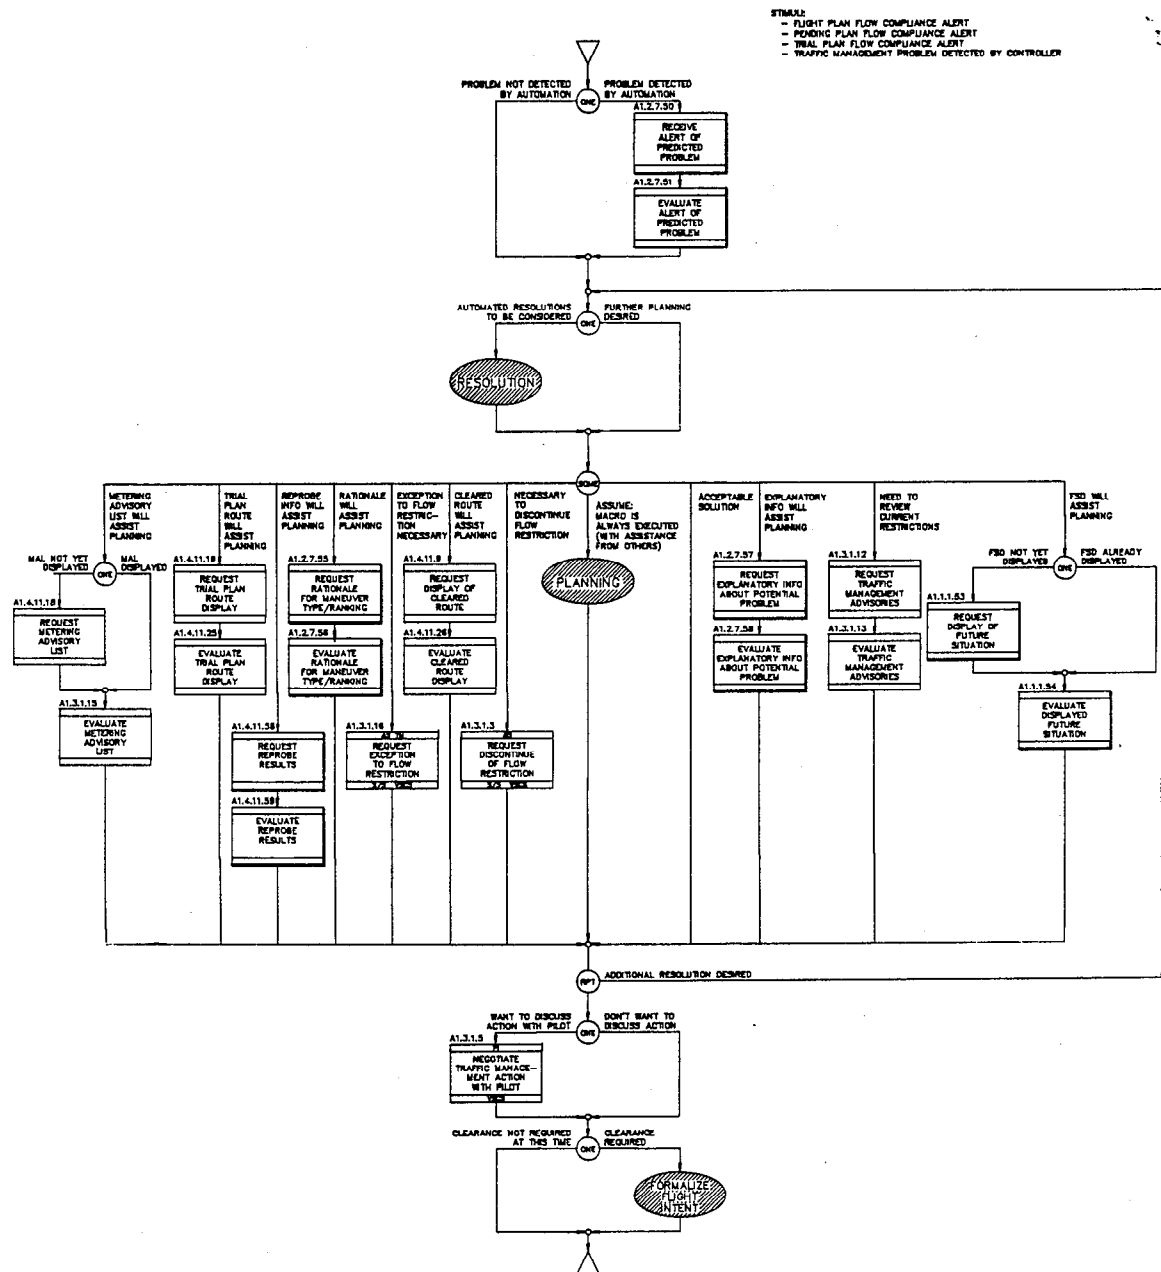 STIMULI:
– FLIGHT PLAN FLOW COMPLIANCE ALERT
– PENDING PLAN FLOW COMPLIANCE ALERT
– TRIAL PLAN FLOW COMPLIANCE ALERT
– TRAFFIC MANAGEMENT PROBLEM DETECTED BY CONTROLLER
PROBLEM NOT DETECTED
BY AUTOMATION
ONE
PROBLEM DETECTED
BY AUTOMATION
A1.2.7.50
RECEIVE
ALERT OF
PREDICTED
PROBLEM
A1.2.7.51
EVALUATE
ALERT OF
PREDICTED
PROBLEM
AUTOMATED RESOLUTIONS
TO BE CONSIDERED
ONE
FURTHER PLANNING
DESIRED
RESOLUTION
SOME
METERING
ADVISORY
LIST WILL
ASSIST
PLANNING
TRIAL
PLAN
ROUTE
WILL
ASSIST
PLANNING
REPROBE
INFO WILL
ASSIST
PLANNING
RATIONALE
WILL
ASSIST
PLANNING
EXCEPTION
TO FLOW
RESTRIC-
TION
NECESSARY
CLEARED
ROUTE
WILL
ASSIST
PLANNING
NECESSARY
TO
DISCONTINUE
FLOW
RESTRICTION
ASSUME:
MACRO IS
ALWAYS EXECUTED
(WITH ASSISTANCE
FROM OTHERS)
ACCEPTABLE
SOLUTION
EXPLANATORY
INFO WILL
ASSIST
PLANNING
NEED TO
REVIEW
CURRENT
RESTRICTIONS
FSD WILL
ASSIST
PLANNING
MAL NOT YET
DISPLAYED
ONE
MAL
DISPLAYED
A1.4.11.18
REQUEST
METERING
ADVISORY
LIST
A1.3.1.15
EVALUATE
METERING
ADVISORY
LIST
A1.4.11.19
REQUEST
TRIAL PLAN
ROUTE
DISPLAY
A1.4.11.25
EVALUATE
TRIAL PLAN
ROUTE
DISPLAY
A1.4.11.58
REQUEST
REPROBE
RESULTS
A1.4.11.59
EVALUATE
REPROBE
RESULTS
A1.2.7.55
REQUEST
RATIONALE
FOR MANEUVER
TYPE/RANKING
A1.2.7.56
EVALUATE
RATIONALE
FOR MANEUVER
TYPE/RANKING
A1.3.1.16
REQUEST
EXCEPTION
TO FLOW
RESTRICTION
S/S VSCS
A1.4.11.9
REQUEST
DISPLAY OF
CLEARED
ROUTE
A1.4.11.26
EVALUATE
CLEARED
ROUTE
DISPLAY
A1.3.1.3
REQUEST
DISCONTINUE
OF FLOW
RESTRICTION
S/S VSCS
PLANNING
A1.2.7.57
REQUEST
EXPLANATORY INFO
ABOUT POTENTIAL
PROBLEM
A1.2.7.58
EVALUATE
EXPLANATORY INFO
ABOUT POTENTIAL
PROBLEM
A1.3.1.12
REQUEST
TRAFFIC
MANAGEMENT
ADVISORIES
A1.3.1.13
EVALUATE
TRAFFIC
MANAGEMENT
ADVISORIES
FSD NOT YET
DISPLAYED
ONE
FSD ALREADY
DISPLAYED
A1.1.1.53
REQUEST
DISPLAY OF
FUTURE
SITUATION
A1.1.1.54
EVALUATE
DISPLAYED
FUTURE
SITUATION
RPT
ADDITIONAL RESOLUTION DESIRED
WANT TO DISCUSS
ACTION WITH PILOT
ONE
DON'T WANT TO
DISCUSS ACTION
A1.3.1.5
NEGOTIATE
TRAFFIC MANAGE-
MENT ACTION
WITH PILOT
VSCS
CLEARANCE NOT REQUIRED
AT THIS TIME
ONE
CLEARANCE
REQUIRED
FORMALIZE
FLIGHT
INTENT